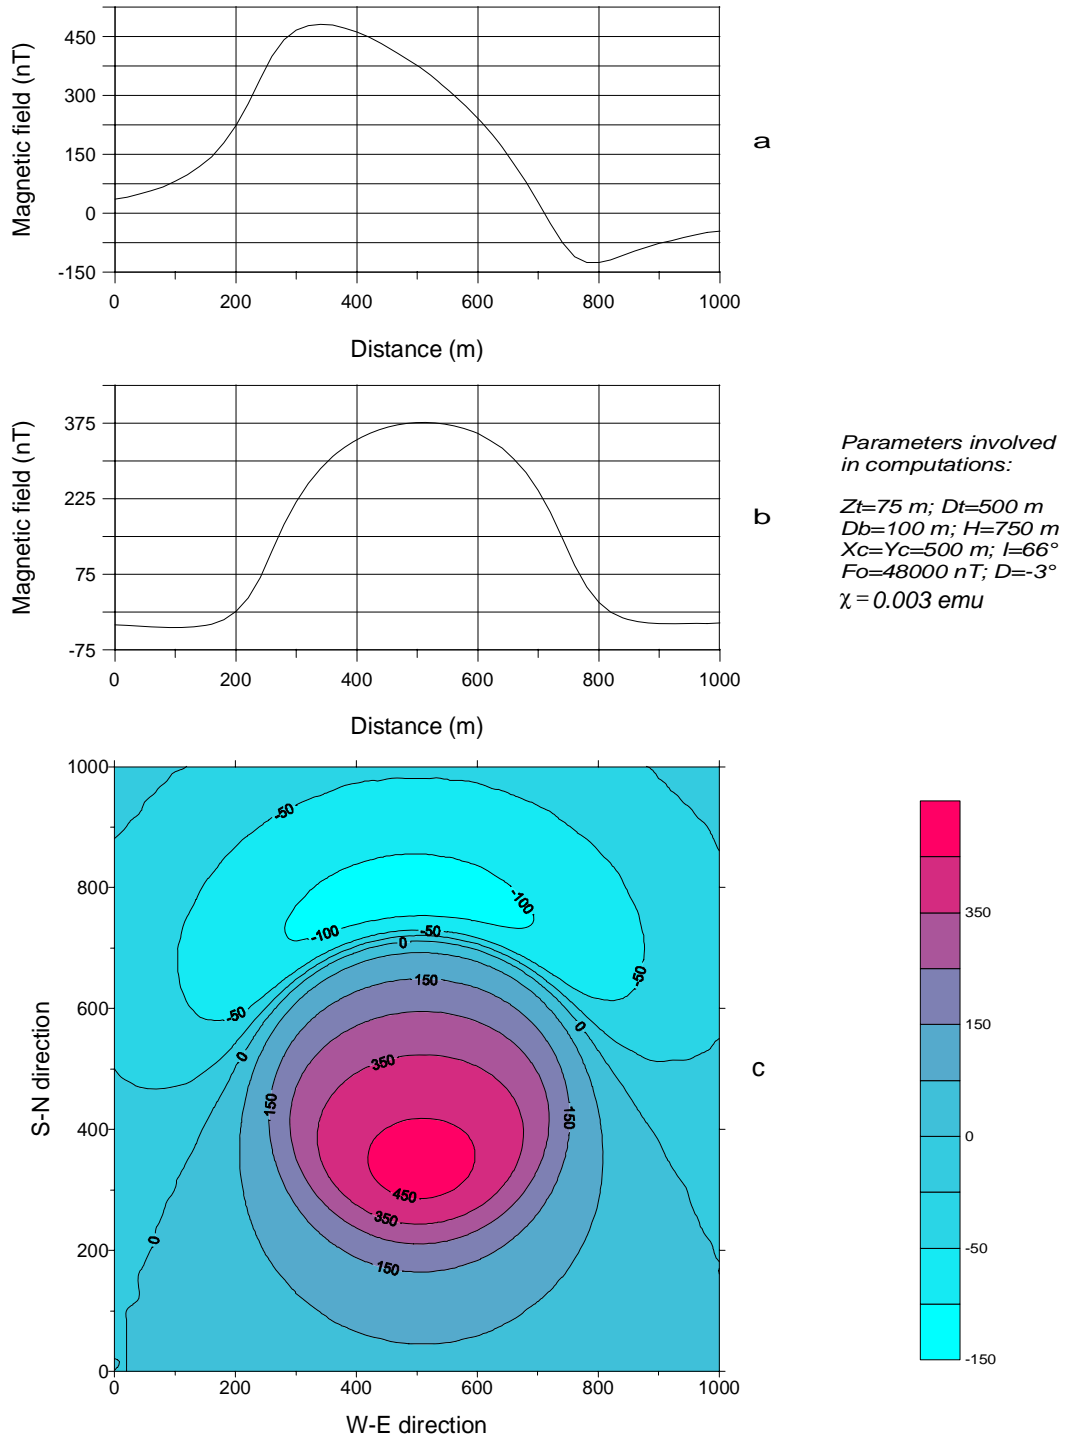 450
300
150
0
-150
Magnetic field (nT)
0 200 400 600 800 1000
Distance (m)
a
375
225
75
-75
Magnetic field (nT)
0 200 400 600 800 1000
Distance (m)
b
Parameters involved
in computations:
Zt=75 m; Dt=500 m
Db=100 m; H=750 m
Xc=Yc=500 m; I=66°
Fo=48000 nT; D=-3°
χ = 0.003 emu
1000
800
600
400
200
0
S-N direction
-50
-100
-100
-50
0
-50
-50
150
0
0
350
150
150
450
350
0
150
0 200 400 600 800 1000
W-E direction
c
350
150
0
-50
-150